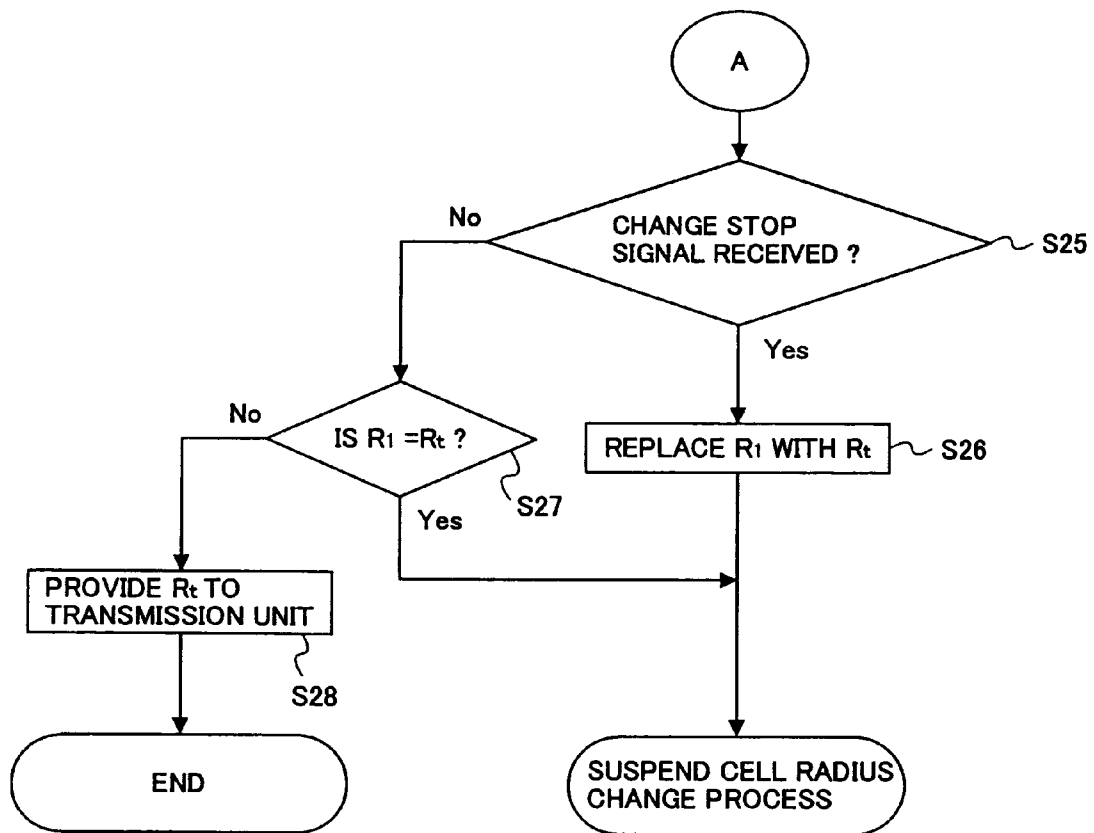 A
CHANGE STOP
SIGNAL RECEIVED ?
S25
No
Yes
REPLACE R1 WITH Rt
S26
IS R1 =Rt ?
S27
No
Yes
PROVIDE Rt TO
TRANSMISSION UNIT
S28
END
SUSPEND CELL RADIUS
CHANGE PROCESS